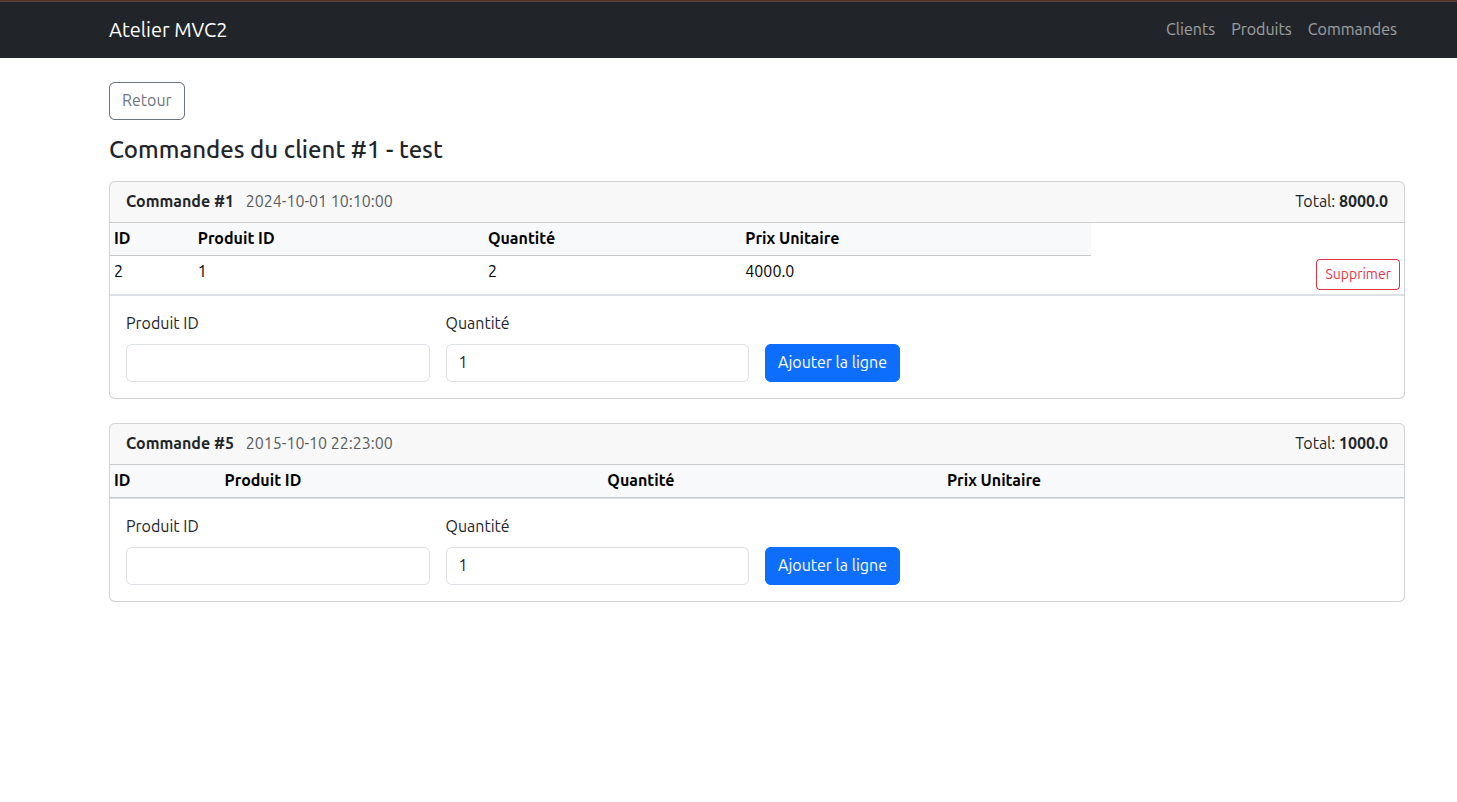 Atelier MVC2 Clients Produits Commandes
Retour
Commandes du client #1 - test
Commande #1 2024-10-01 10:10:00 Total: 8000.0
ID Produit ID Quantité Prix Unitaire
2 1 2 4000.0 Supprimer
Produit ID Quantité
1 Ajouter la ligne
Commande #5 2015-10-10 22:23:00 Total: 1000.0
ID Produit ID Quantité Prix Unitaire
Produit ID Quantité
1 Ajouter la ligne